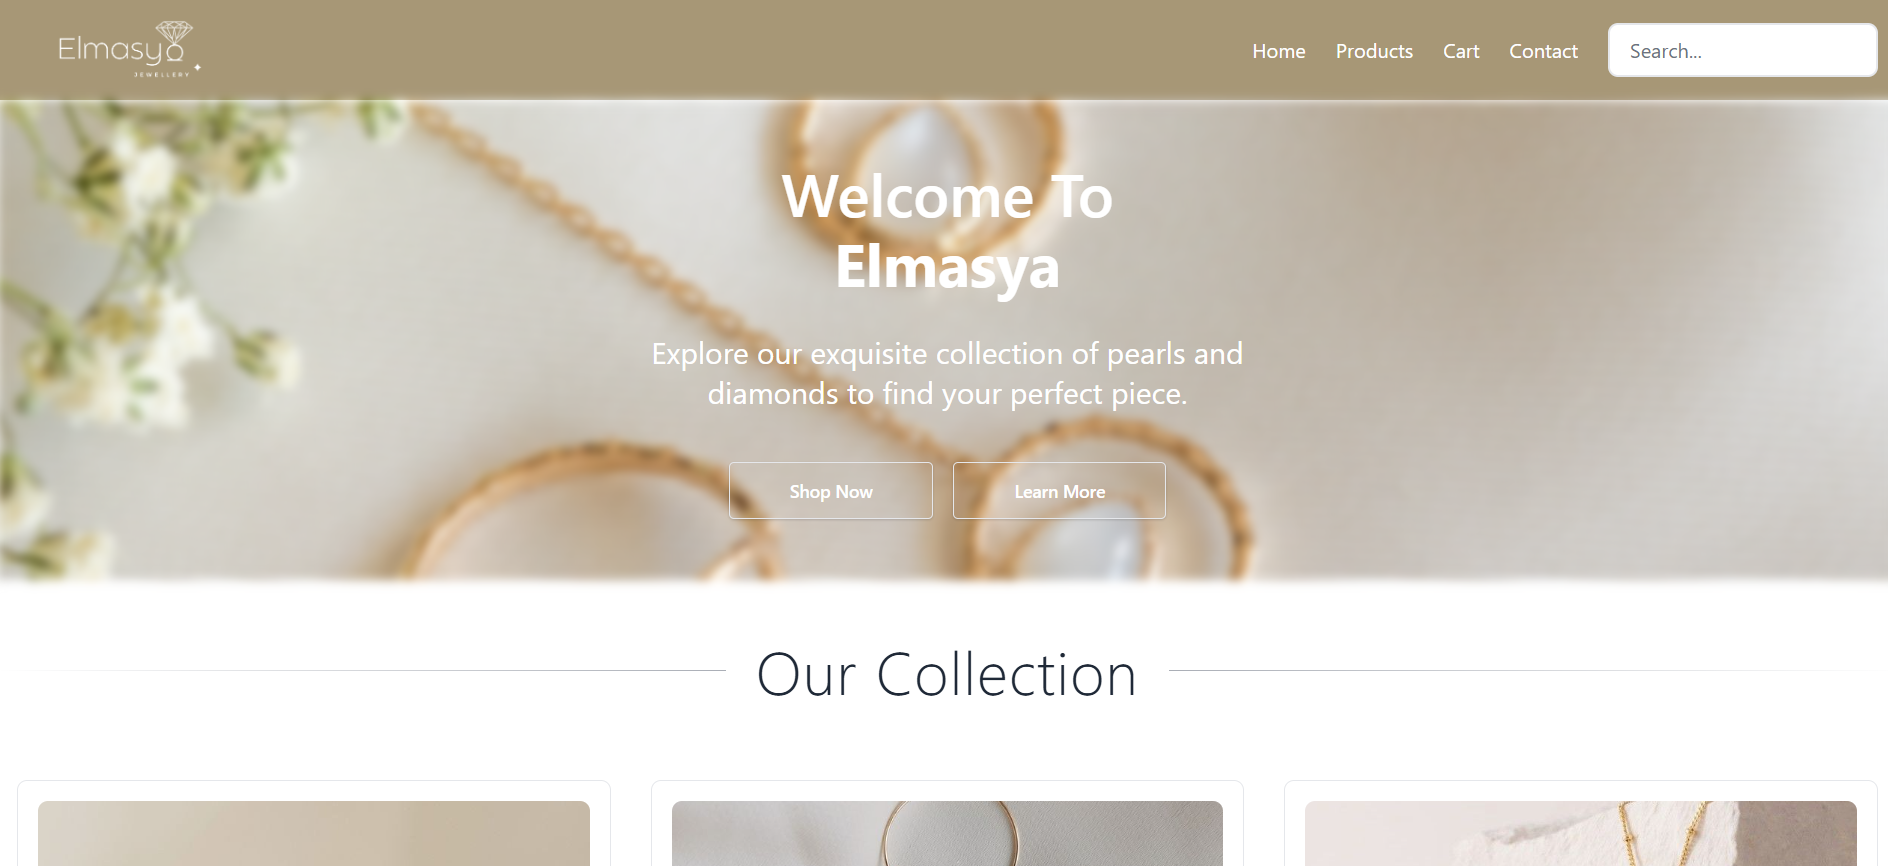 Elmasya
JEWELLERY
Home Products Cart Contact Search...
Welcome To
Elmasya
Explore our exquisite collection of pearls and
diamonds to find your perfect piece.
Shop Now Learn More
Our Collection